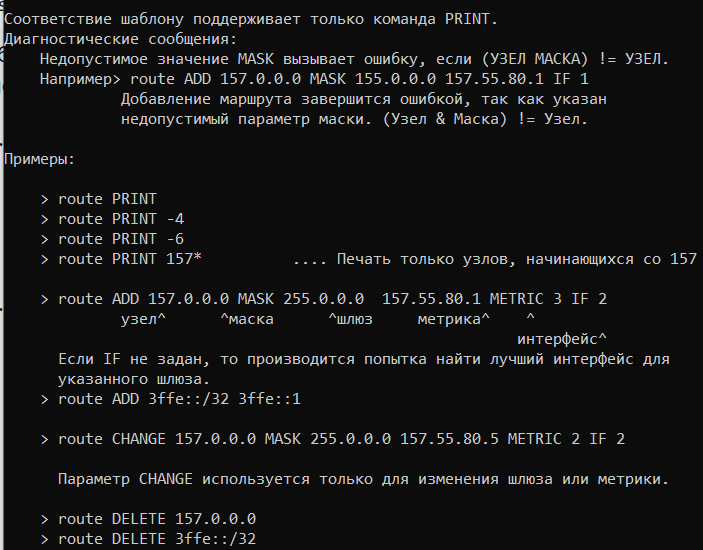 Соответствие шаблону поддерживает только команда PRINT.
Диагностические сообщения:
    Недопустимое значение MASK вызывает ошибку, если (УЗЕЛ МАСКА) != УЗЕЛ.
    Например> route ADD 157.0.0.0 MASK 155.0.0.0 157.55.80.1 IF 1
             Добавление маршрута завершится ошибкой, так как указан
             недопустимый параметр маски. (Узел & Маска) != Узел.
Примеры:
    > route PRINT
    > route PRINT -4
    > route PRINT -6
    > route PRINT 157*          .... Печать только узлов, начинающихся со 157
    > route ADD 157.0.0.0 MASK 255.0.0.0  157.55.80.1 METRIC 3 IF 2
             узел^      ^маска      ^шлюз     метрика^    ^
                                                         интерфейс^
      Если IF не задан, то производится попытка найти лучший интерфейс для
      указанного шлюза.
    > route ADD 3ffe::/32 3ffe::1
    > route CHANGE 157.0.0.0 MASK 255.0.0.0 157.55.80.5 METRIC 2 IF 2
      Параметр CHANGE используется только для изменения шлюза или метрики.
    > route DELETE 157.0.0.0
    > route DELETE 3ffe::/32